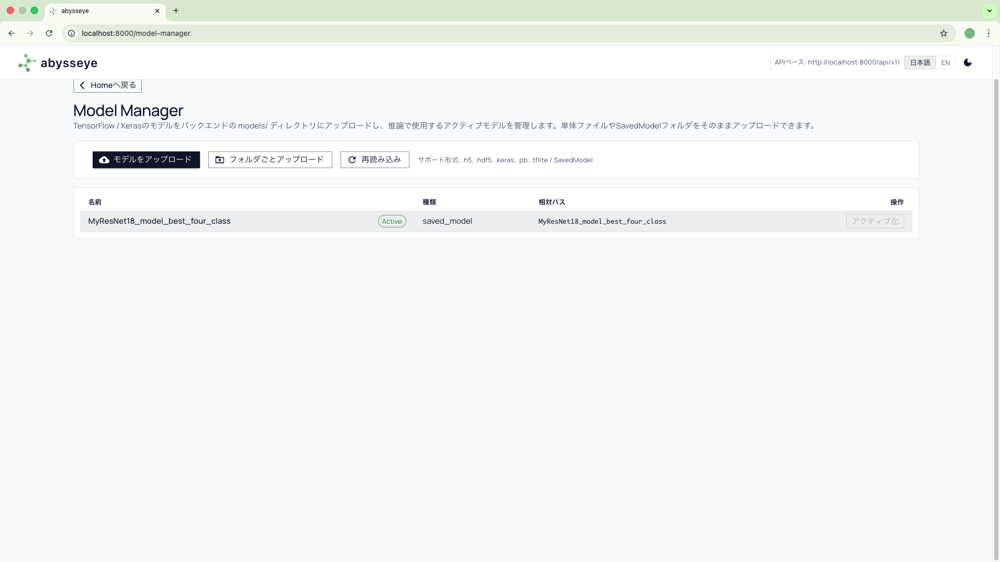 abysseye
localhost:8000/model-manager
abysseye
APIベース: http://localhost:8000/api/v1/
日本語
EN
Homeへ戻る
Model Manager
TensorFlow / Kerasのモデルをバックエンドの models/ ディレクトリにアップロードし、推論で使用するアクティブモデルを管理します。単体ファイルやSavedModelフォルダをそのままアップロードできます。
モデルをアップロード
フォルダごとアップロード
再読み込み
サポート形式: .h5, .hdf5, .keras, .pb, .tflite / SavedModel
名前 種類 相対パス 操作
MyResNet18_model_best_four_class Active saved_model MyResNet18_model_best_four_class アクティブ化